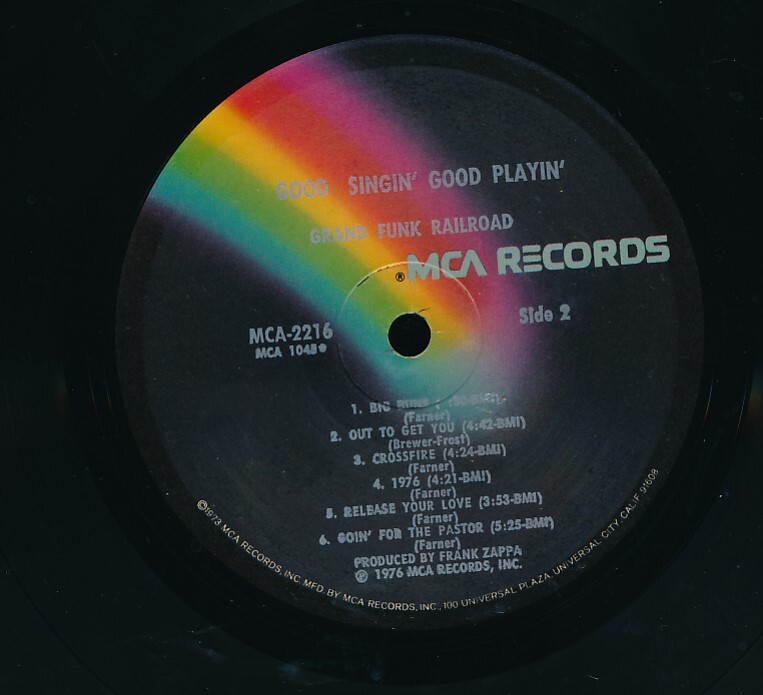 GOOD SINGIN' GOOD PLAYIN'
GRAND FUNK RAILROAD
®MCA RECORDS
MCA-2216
MCA 1045
Side 2
1. BIG
(Farner)
2. OUT TO GET YOU (4:42-BMI)
(Brewer-Frost)
3. CROSSFIRE (4:24-BMI)
(Farner)
4. 1976 (4:21-BMI)
(Farner)
5. RELEASE YOUR LOVE (3:53-BMI)
(Farner)
6. GOIN' FOR THE PASTOR (5:25-BMI)
(Farner)
PRODUCED BY FRANK ZAPPA
℗ 1976 MCA RECORDS, INC.
©1973 MCA RECORDS, INC. MFD. BY MCA RECORDS, INC., 100 UNIVERSAL PLAZA, UNIVERSAL CITY, CALIF. 91608